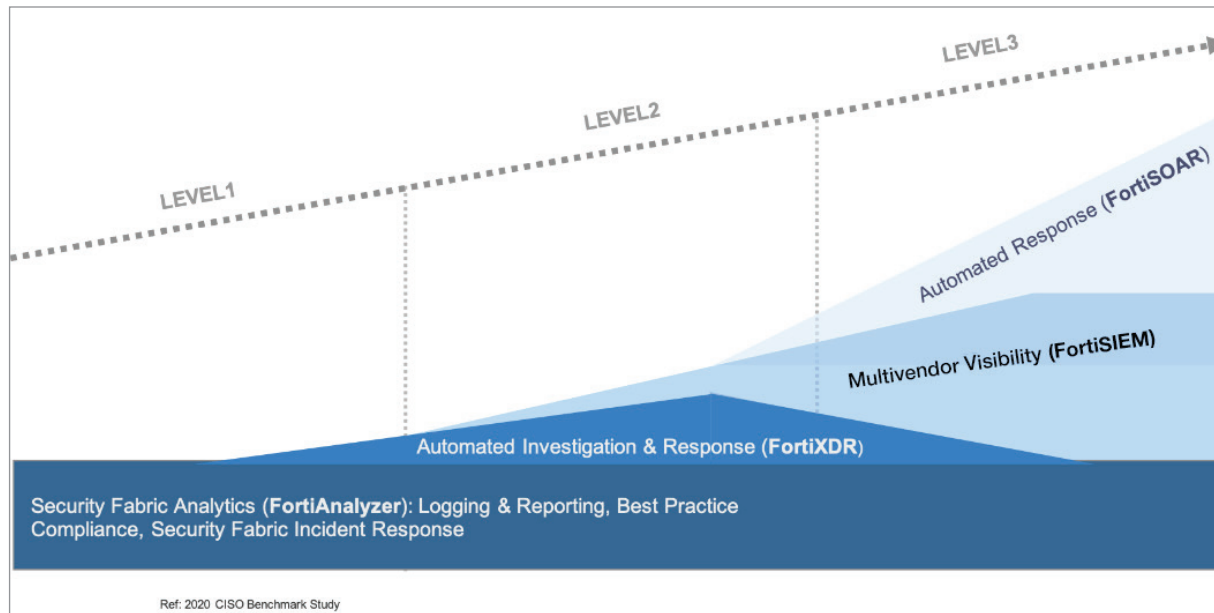 LEVEL3
LEVEL2
LEVEL1
Automated Response (FortiSOAR)
Multivendor Visibility (FortiSIEM)
Automated Investigation & Response (FortiXDR)
Security Fabric Analytics (FortiAnalyzer): Logging & Reporting, Best Practice
Compliance, Security Fabric Incident Response
Ref: 2020 CISO Benchmark Study